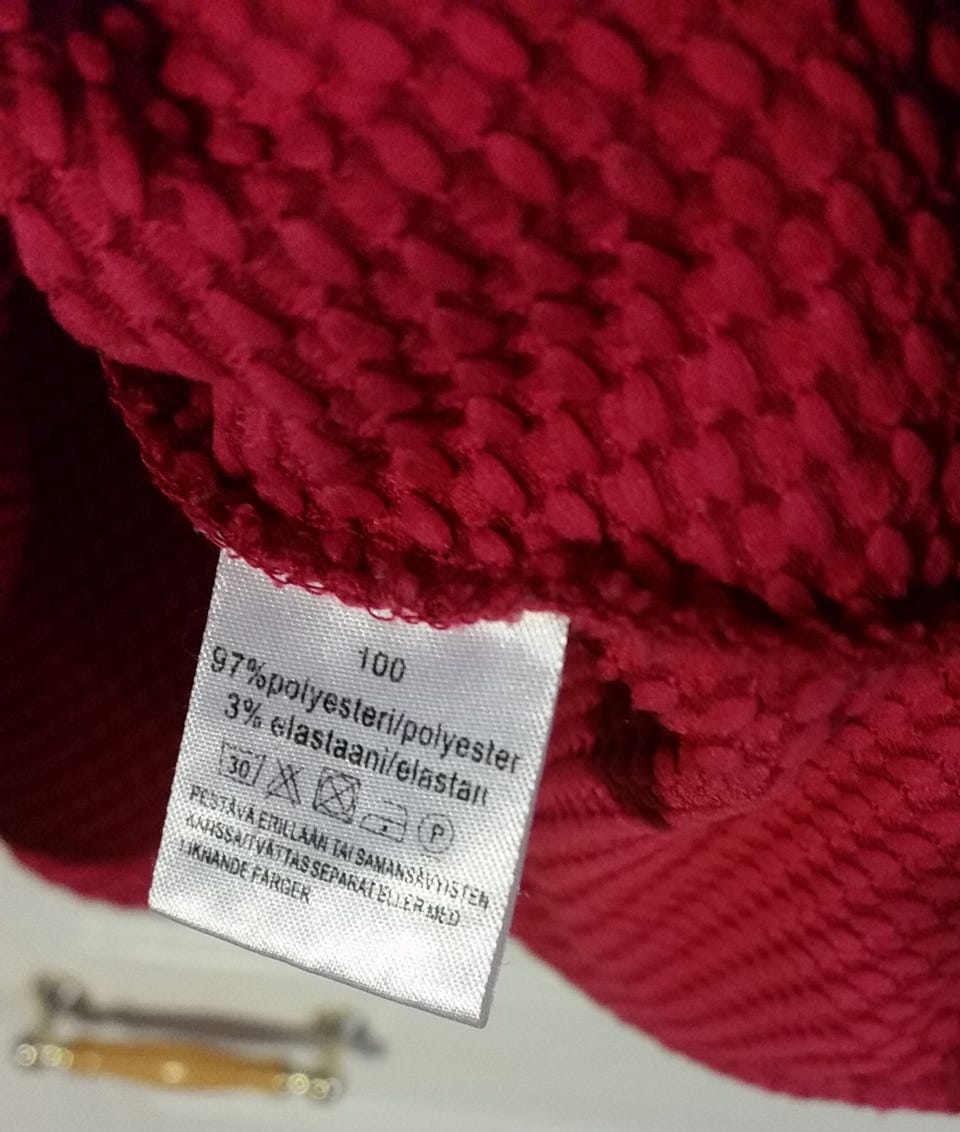 100
97%polyesteri/polyester
3% elastaani/elastan
30 P
PESTÄVÄ ERILLÄÄN TAI SAMANSÄVYISTEN
KANSSA/TVÄTTAS SEPARAT ELLER MED
LIKNANDE FÄRGER